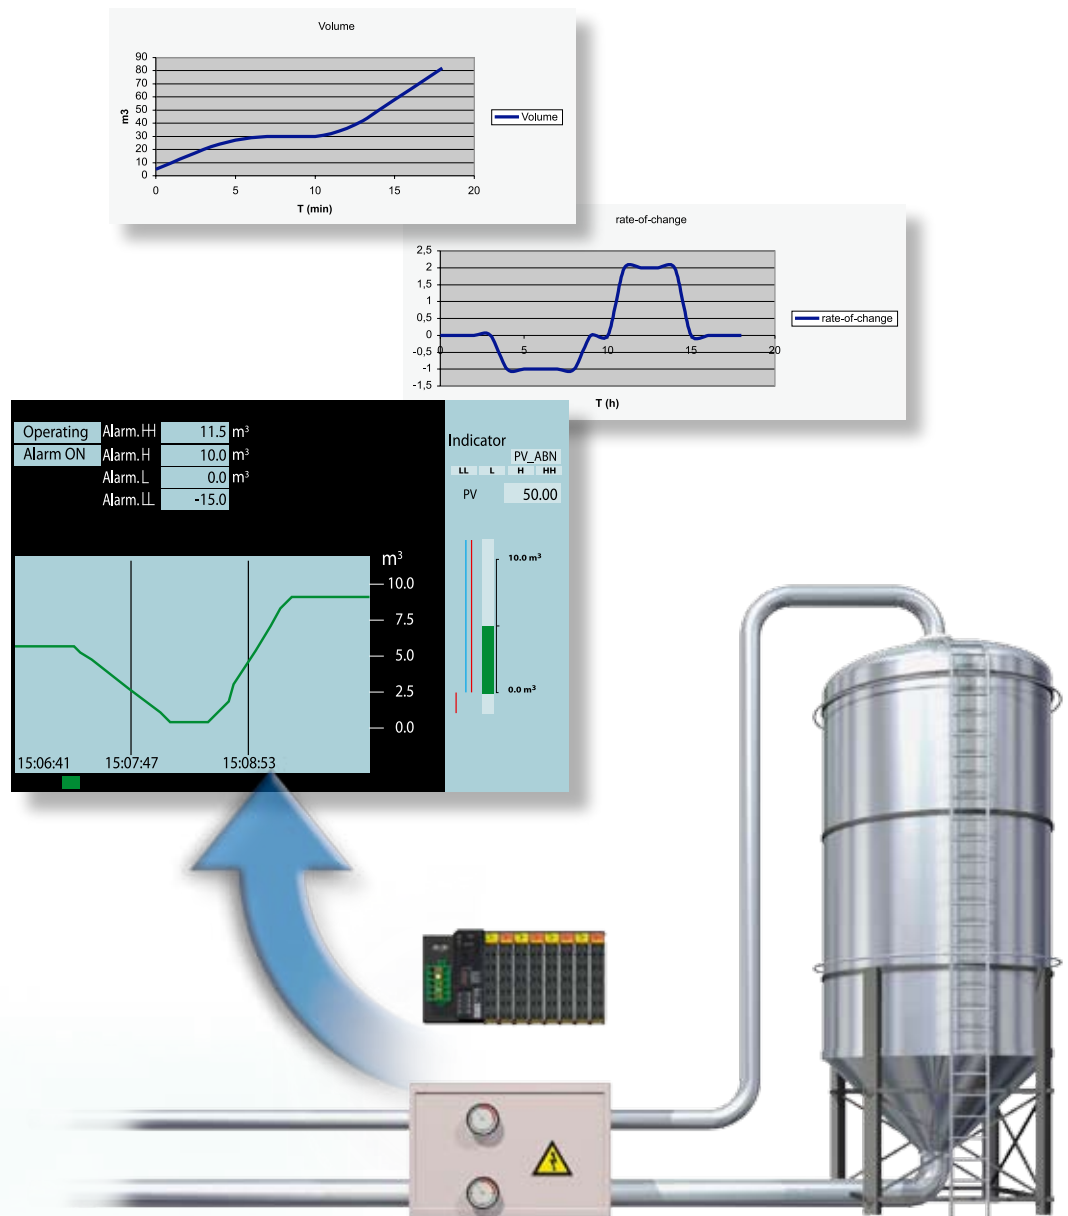 Volume
90
80
70
60
50
40
30
20
10
0
m3
0 5 10 15 20
T (min)
Volume
rate-of-change
2,5
2
1,5
1
0,5
0
-0,5
-1
-1,5
0 5 10 15 20
T (h)
rate-of-change
Operating Alarm. HH 11.5 m³
Alarm ON Alarm. H 10.0 m³
Alarm. L 0.0 m³
Alarm. LL -15.0
m³
10.0
7.5
5.0
2.5
0.0
15:06:41 15:07:47 15:08:53
Indicator
PV_ABN
LL L H HH
PV 50.00
10.0 m³
0.0 m³